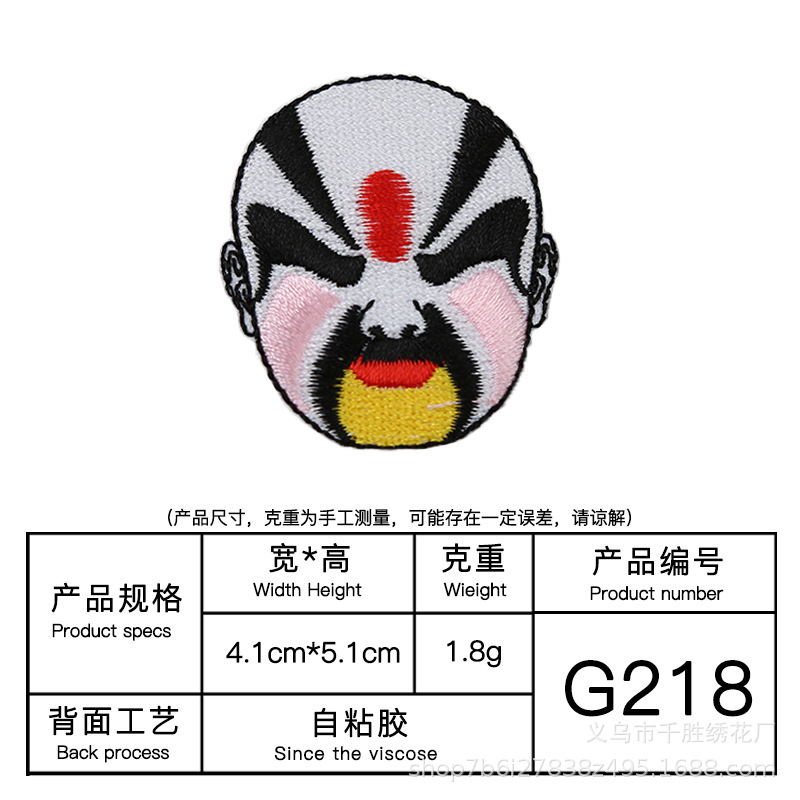 (产品尺寸，克重为手工测量，可能存在一定误差，请谅解)
产品规格
Product specs
宽*高
Width Height
克重
Wieight
产品编号
Product number
4.1cm*5.1cm
1.8g
G218
背面工艺
Back process
自粘胶
Since the viscose
义乌市千胜绣花厂
shop7b6i27838z495.1688.com